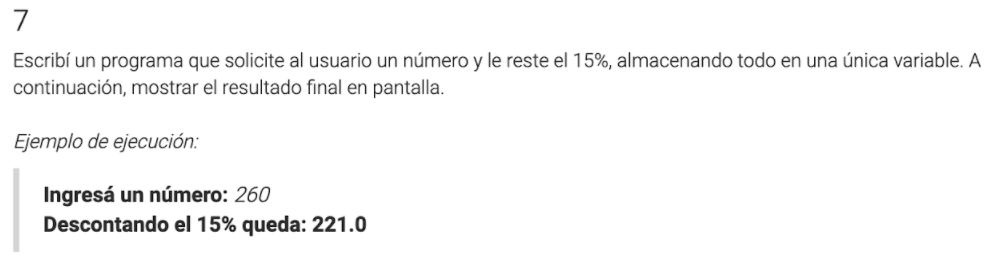 7
Escribí un programa que solicite al usuario un número y le reste el 15%, almacenando todo en una única variable. A
continuación, mostrar el resultado final en pantalla.
Ejemplo de ejecución:
Ingresá un número: 260
Descontando el 15% queda: 221.0